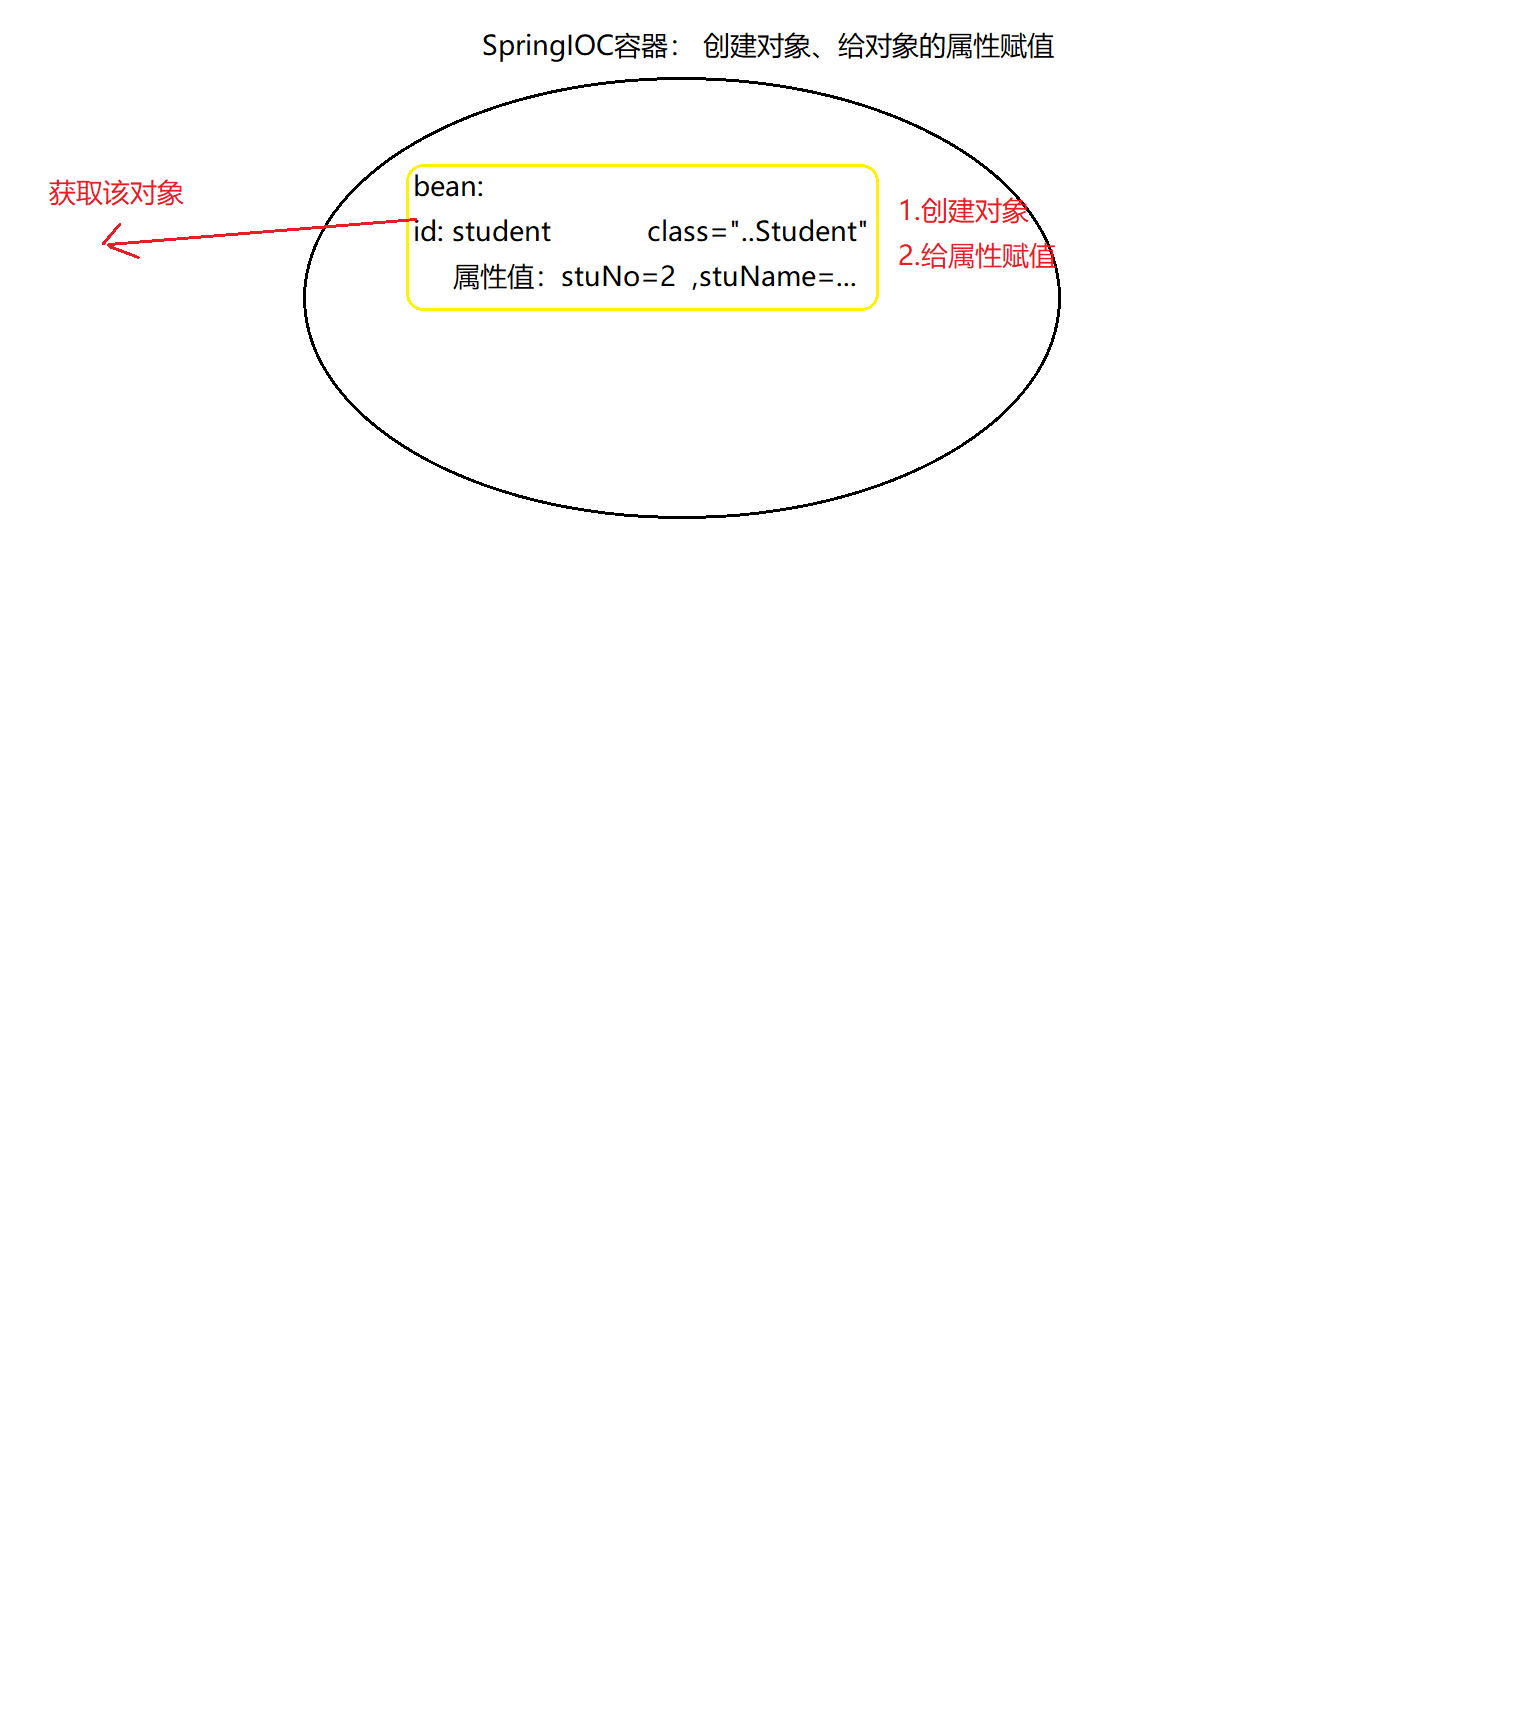 SpringIOC容器： 创建对象、给对象的属性赋值
获取该对象
bean:
id: student class="..Student"
属性值：stuNo=2 ,stuName=...
1.创建对象
2.给属性赋值